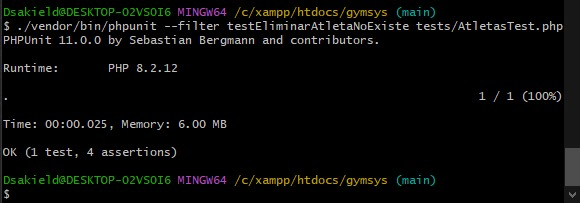 Dsakield@DESKTOP-02VSOI6 MINGW64 /c/xampp/htdocs/gymsys (main)
$ ./vendor/bin/phpunit --filter testEliminarAtletaNoExiste tests/AtletasTest.php
PHPUnit 11.0.0 by Sebastian Bergmann and contributors.
Runtime:       PHP 8.2.12
.                                                                   1 / 1 (100%)
Time: 00:00.025, Memory: 6.00 MB
OK (1 test, 4 assertions)
Dsakield@DESKTOP-02VSOI6 MINGW64 /c/xampp/htdocs/gymsys (main)
$